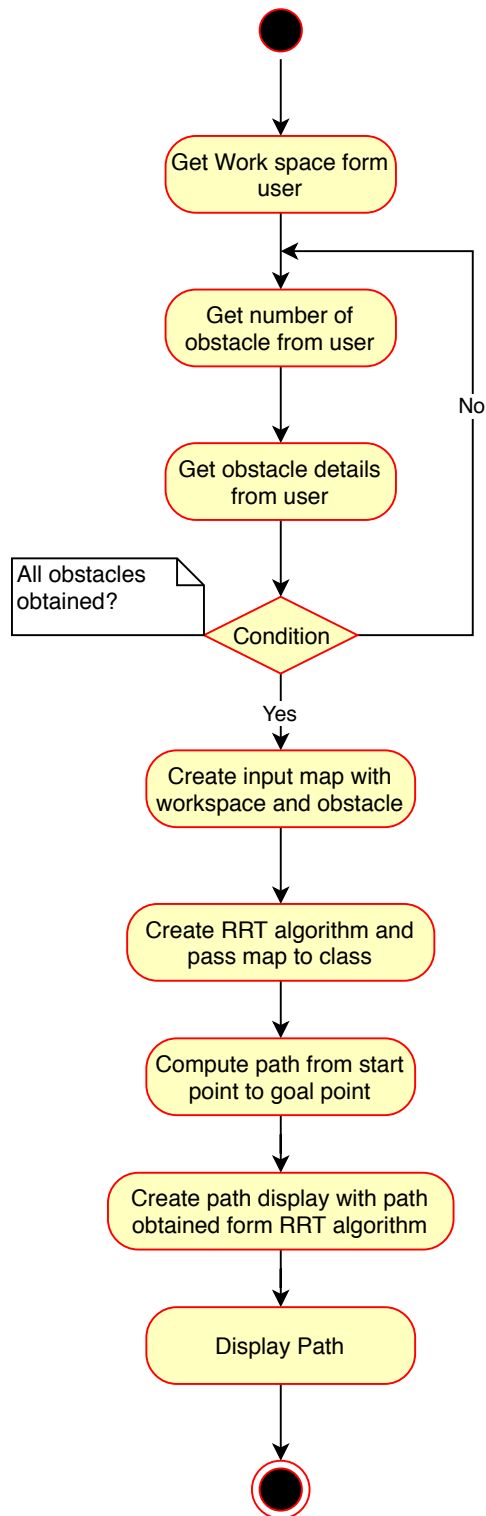 Get Work space form
user
Get number of
obstacle from user
No
Get obstacle details
from user
All obstacles
obtained?
Condition
Yes
Create input map with
workspace and obstacle
Create RRT algorithm and
pass map to class
Compute path from start
point to goal point
Create path display with path
obtained form RRT algorithm
Display Path